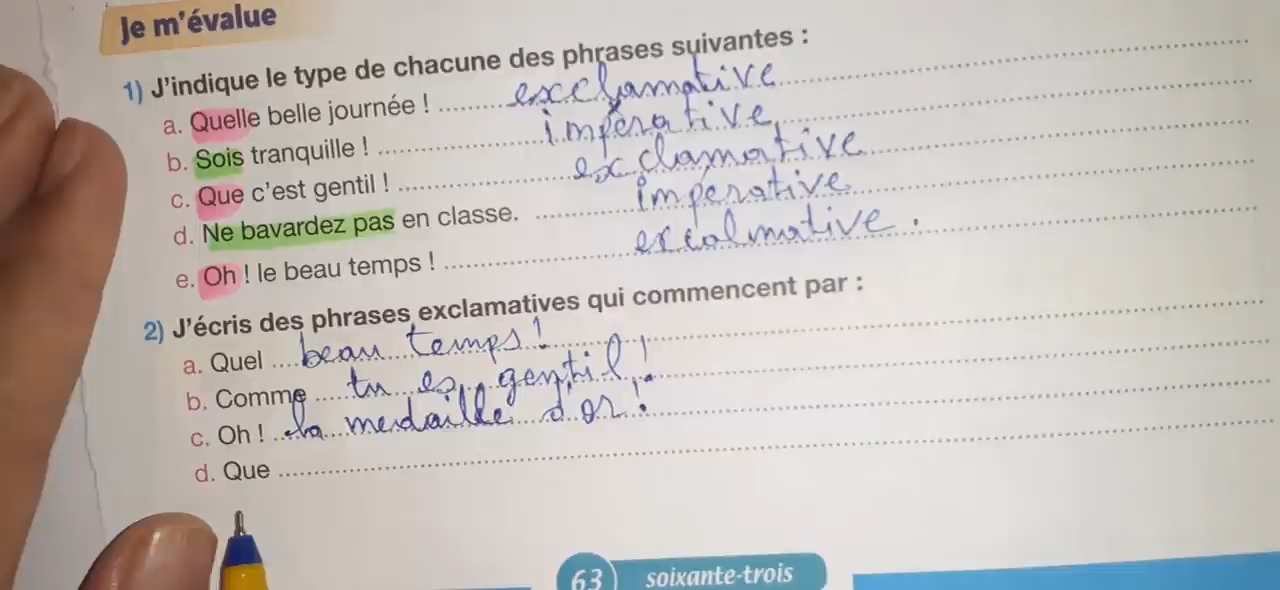 Je m'évalue
1) J'indique le type de chacune des phrases suivantes :
a. Quelle belle journée ! ........ exclamative
b. Sois tranquille ! ........ impérative
c. Que c'est gentil ! ........ exclamative
d. Ne bavardez pas en classe. ........ impérative
e. Oh ! le beau temps ! ........ excalmative.
2) J'écris des phrases exclamatives qui commencent par :
a. Quel .... beau temps !
b. Comme .... tu es gentil !
c. Oh ! .... la medaille d'or !
d. Que ........
63 soixante-trois